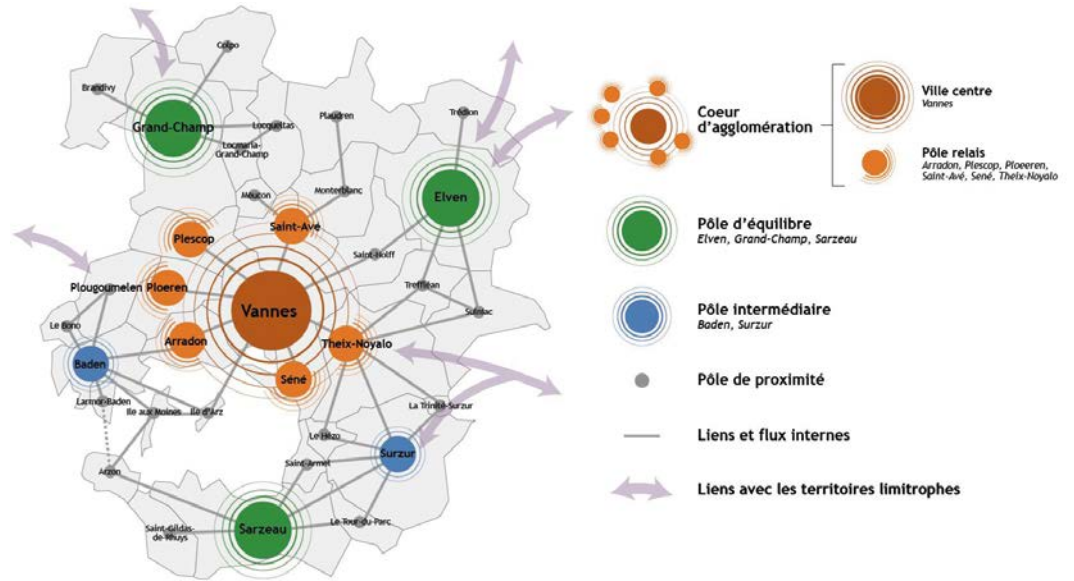 Colpo
Brandivy
Grand-Champ
Locqueltas
Locmaria-
Grand-Champ
Plaudren
Trédion
Meucon
Monterblanc
Elven
Saint-Avé
Plescop
Saint-Nolff
Plougoumelen
Ploeren
Treffléan
Sulniac
Vannes
Le Bono
Arradon
Theix-Noyalo
Baden
Séné
Larmor-Baden
Ile aux Moines
Ile d'Arz
La Trinité-Surzur
Le Hézo
Surzur
Saint-Armel
Arzon
Sarzeau
Le Tour-du-Parc
Saint-Gildas-
de-Rhuys
Coeur
d'agglomération
Ville centre
Vannes
Pôle relais
Arradon, Plescop, Ploeeren,
Saint-Avé, Sené, Theix-Noyalo
Pôle d'équilibre
Elven, Grand-Champ, Sarzeau
Pôle intermédiaire
Baden, Surzur
Pôle de proximité
Liens et flux internes
Liens avec les territoires limitrophes